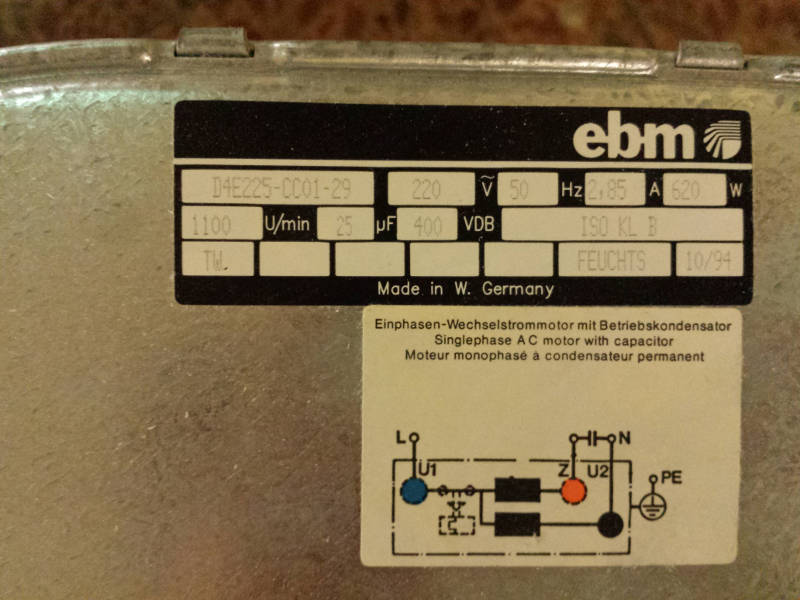 ebm
D4E225-CC01-29 220 V 50 Hz 2,85 A 620 W
1100 U/min 25 µF 400 VDB ISO KL B
TW. FEUCHTS 10/94
Made in W. Germany
Einphasen-Wechselstrommotor mit Betriebskondensator
Singlephase AC motor with capacitor
Moteur monophasé à condensateur permanent
L N
U1 Z U2
PE